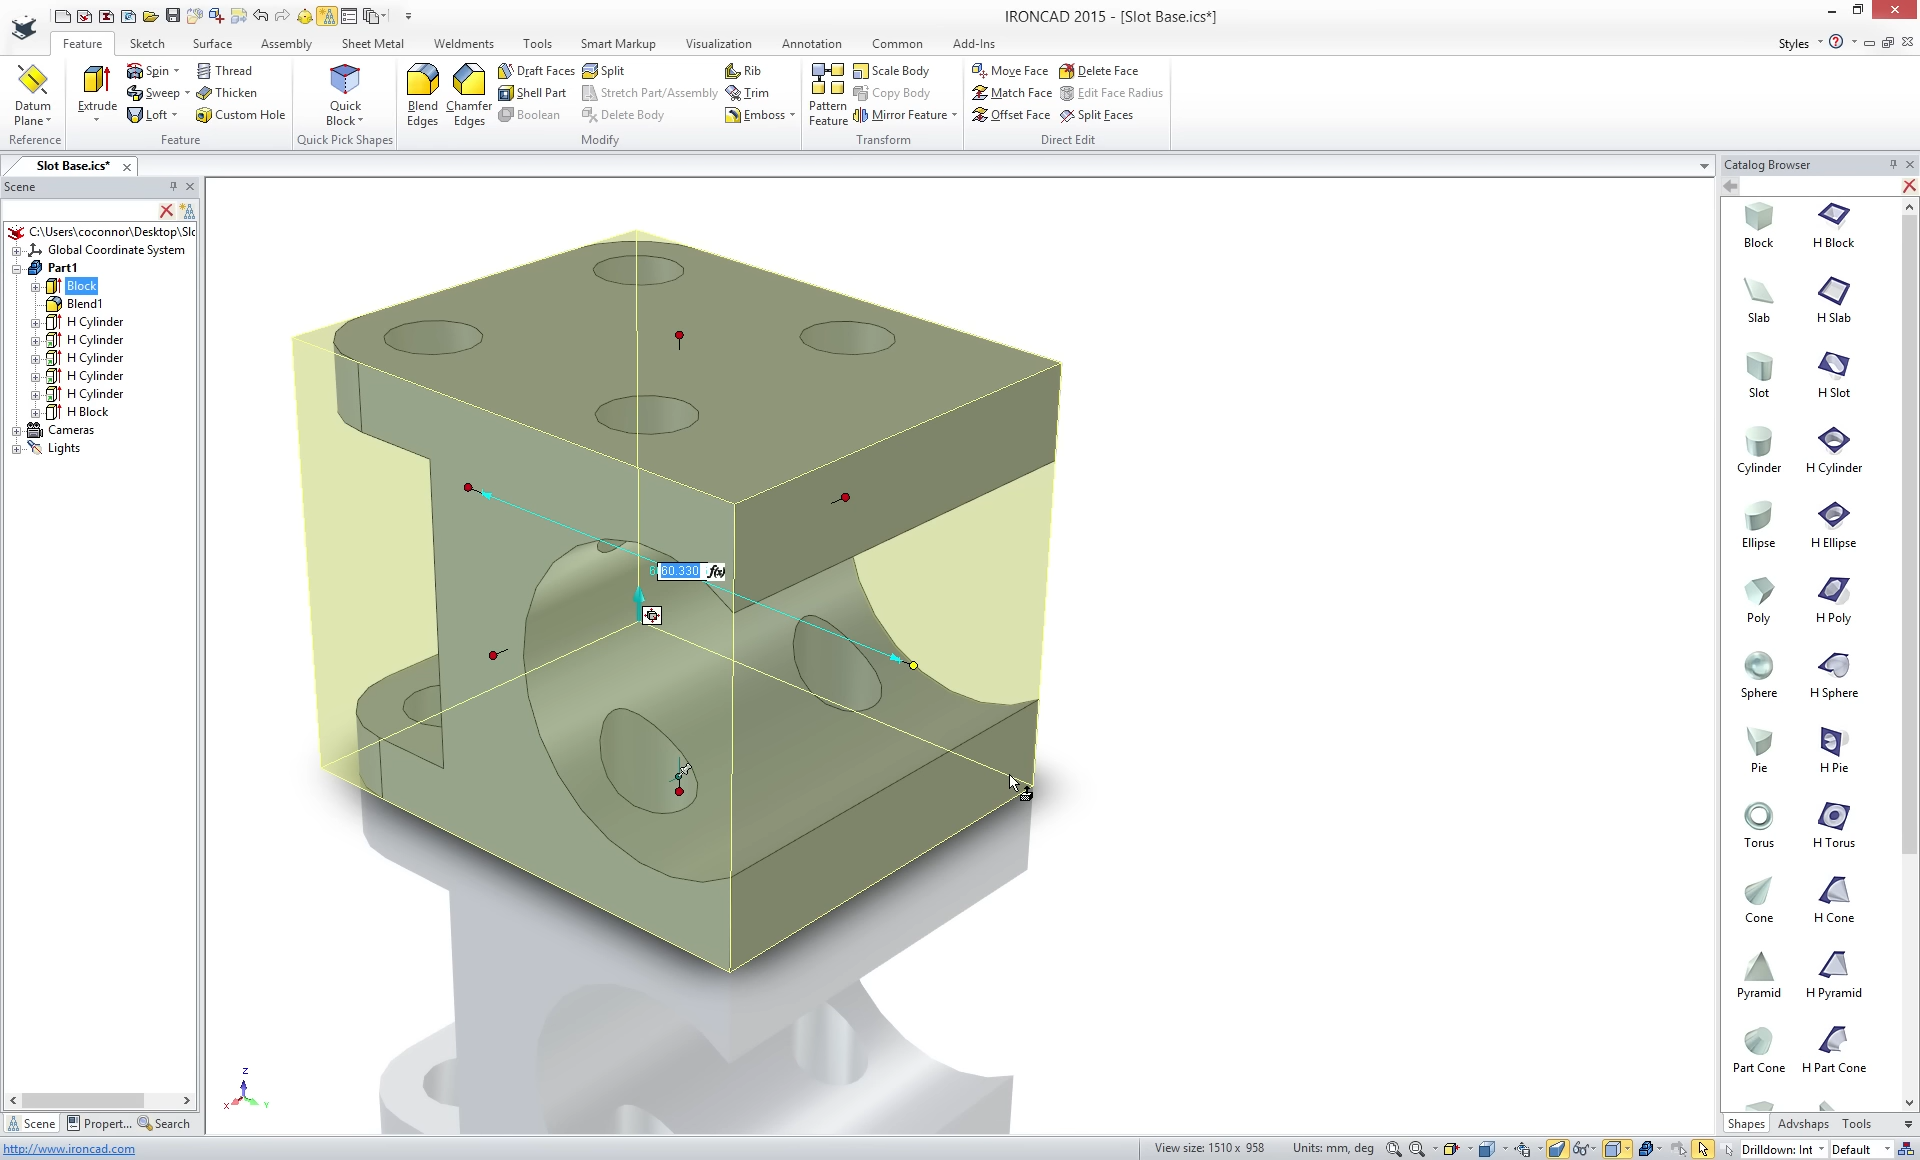 IRONCAD 2015 - [Slot Base.ics*]
Feature Sketch Surface Assembly Sheet Metal Weldments Tools Smart Markup Visualization Annotation Common Add-Ins Styles
Datum Plane
Reference
Extrude
Spin
Sweep
Loft
Thread
Thicken
Custom Hole
Feature
Quick Block
Quick Pick Shapes
Blend Edges
Chamfer Edges
Draft Faces
Shell Part
Boolean
Split
Stretch Part/Assembly
Delete Body
Rib
Trim
Emboss
Modify
Pattern Feature
Scale Body
Copy Body
Mirror Feature
Transform
Move Face
Match Face
Offset Face
Delete Face
Edit Face Radius
Split Faces
Direct Edit
Slot Base.ics*
Scene
C:\Users\coconnor\Desktop\Slo
Global Coordinate System
Part1
Block
Blend1
H Cylinder
H Cylinder
H Cylinder
H Cylinder
H Cylinder
H Block
Cameras
Lights
Scene Propert... Search
60.330 f(x)
Z
X Y
Catalog Browser
Block H Block
Slab H Slab
Slot H Slot
Cylinder H Cylinder
Ellipse H Ellipse
Poly H Poly
Sphere H Sphere
Pie H Pie
Torus H Torus
Cone H Cone
Pyramid H Pyramid
Part Cone H Part Cone
Shapes Advshapes Tools
http://www.ironcad.com
View size: 1510 x 958 Units: mm, deg Drilldown: Int Default